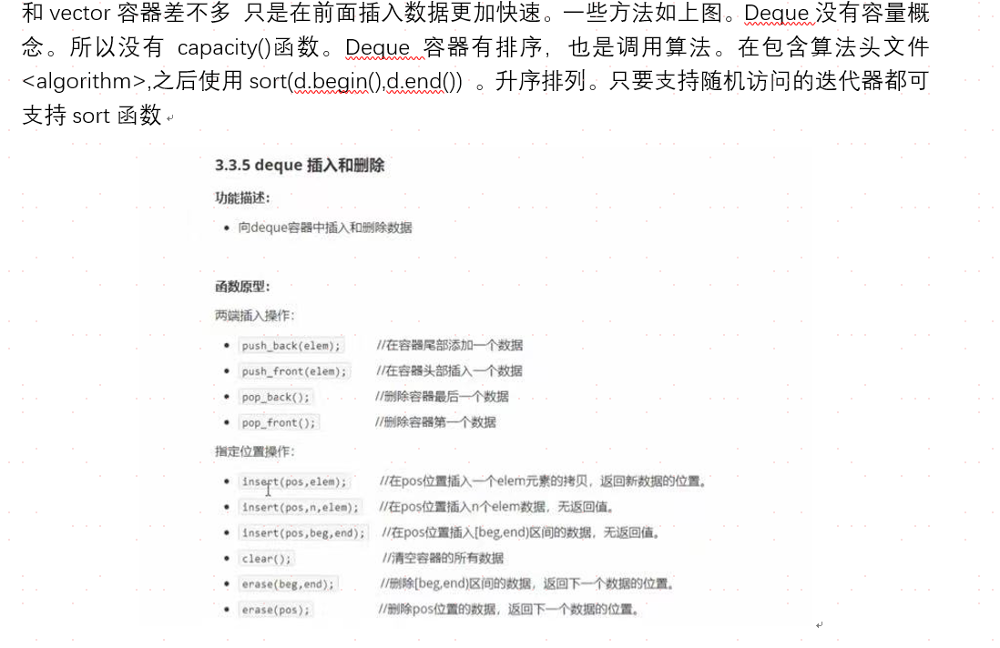 和 vector 容器差不多 只是在前面插入数据更加快速。一些方法如上图。Deque 没有容量概
念。所以没有 capacity()函数。Deque 容器有排序，也是调用算法。在包含算法头文件
<algorithm>,之后使用 sort(d.begin(),d.end()) 。升序排列。只要支持随机访问的迭代器都可
支持 sort 函数
3.3.5 deque 插入和删除
功能描述：
• 向deque容器中插入和删除数据
函数原型：
两端插入操作：
• push_back(elem); //在容器尾部添加一个数据
• push_front(elem); //在容器头部插入一个数据
• pop_back(); //删除容器最后一个数据
• pop_front(); //删除容器第一个数据
指定位置操作：
• insert(pos,elem); //在pos位置插入一个elem元素的拷贝，返回新数据的位置。
• insert(pos,n,elem); //在pos位置插入n个elem数据，无返回值。
• insert(pos,beg,end); //在pos位置插入[beg,end)区间的数据，无返回值。
• clear(); //清空容器的所有数据
• erase(beg,end); //删除[beg,end)区间的数据，返回下一个数据的位置。
• erase(pos); //删除pos位置的数据，返回下一个数据的位置。